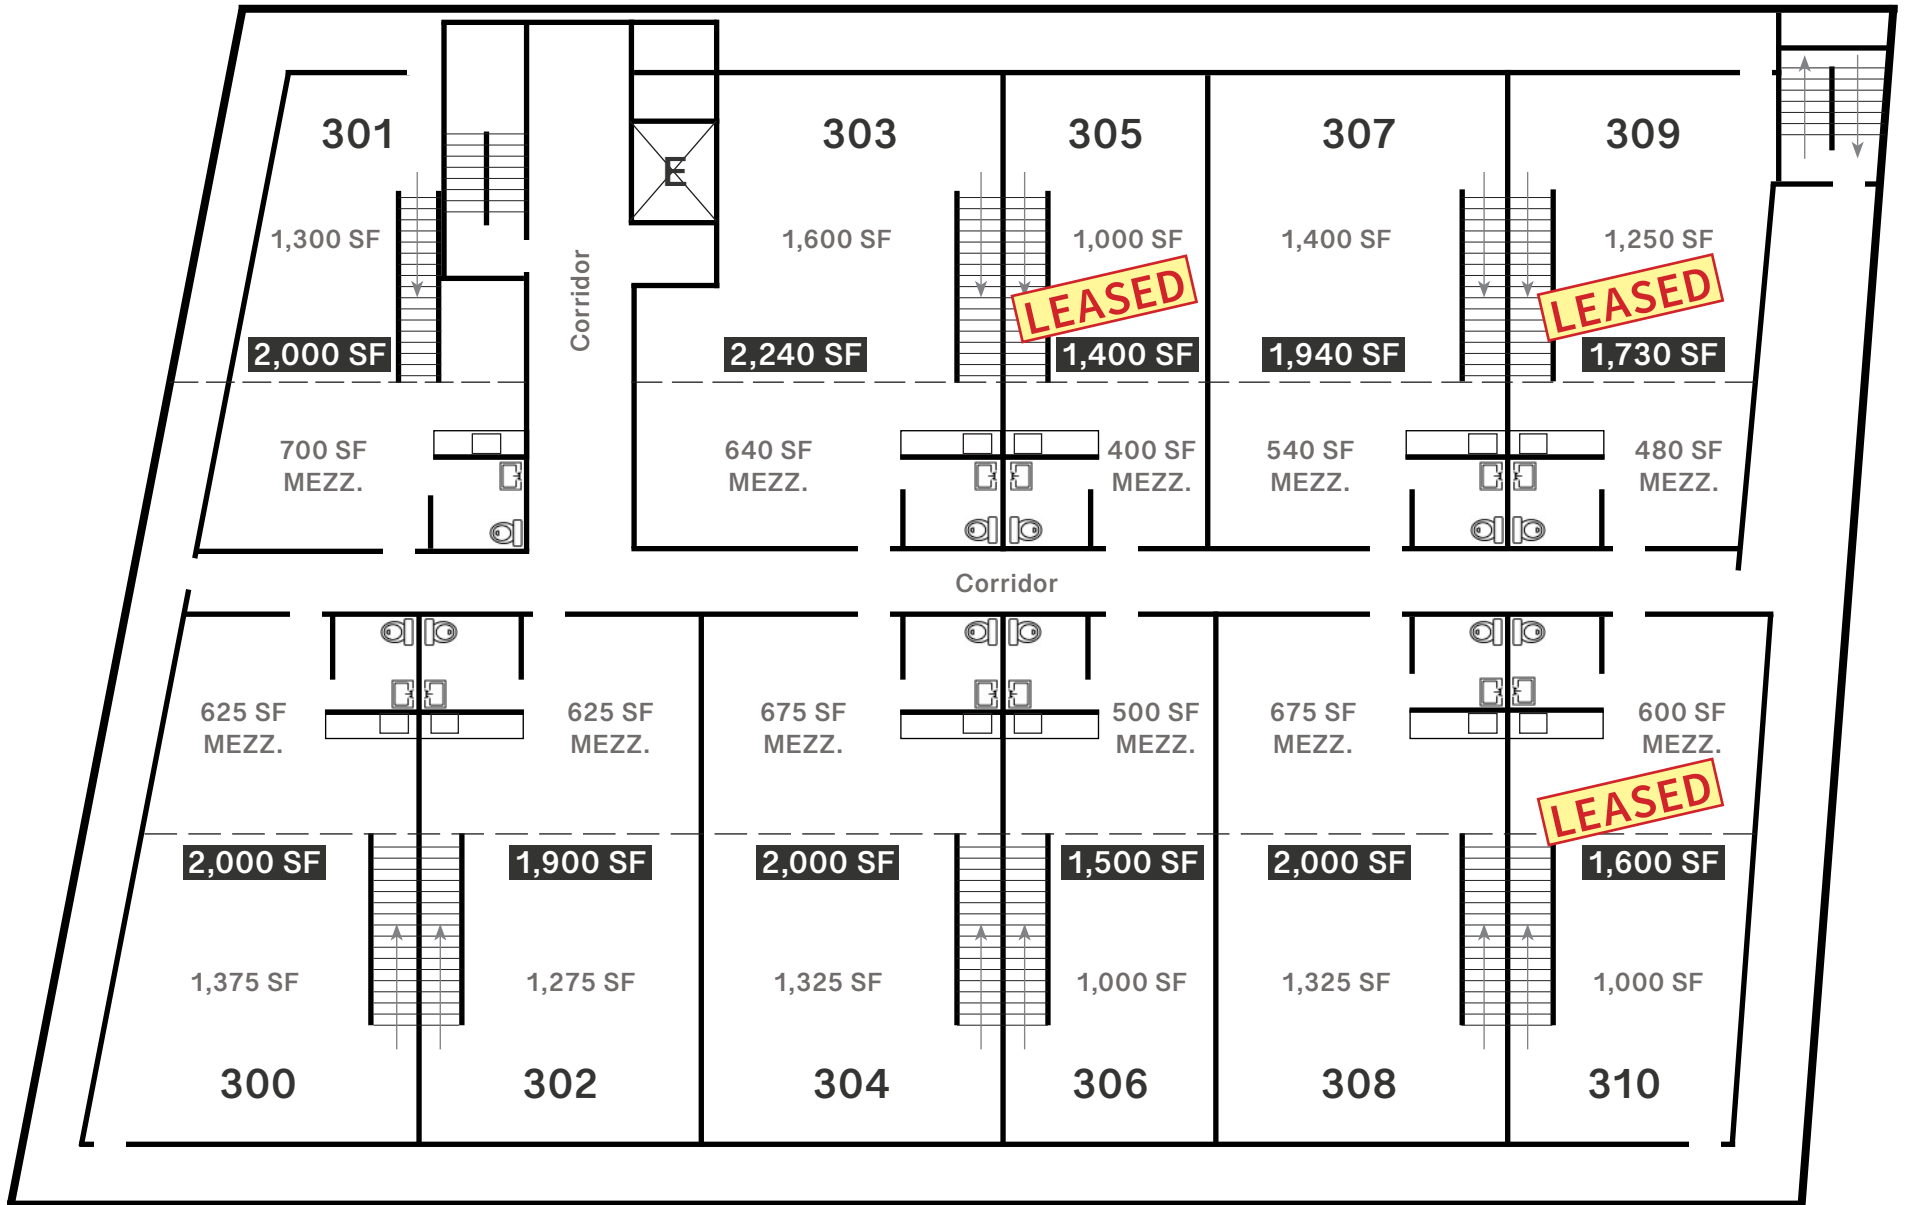 301
303
305
307
309
E
1,300 SF
1,600 SF
1,000 SF
1,400 SF
1,250 SF
Corridor
LEASED
LEASED
2,000 SF
2,240 SF
1,400 SF
1,940 SF
1,730 SF
700 SF
MEZZ.
640 SF
MEZZ.
400 SF
MEZZ.
540 SF
MEZZ.
480 SF
MEZZ.
Corridor
625 SF
MEZZ.
625 SF
MEZZ.
675 SF
MEZZ.
500 SF
MEZZ.
675 SF
MEZZ.
600 SF
MEZZ.
LEASED
2,000 SF
1,900 SF
2,000 SF
1,500 SF
2,000 SF
1,600 SF
1,375 SF
1,275 SF
1,325 SF
1,000 SF
1,325 SF
1,000 SF
300
302
304
306
308
310